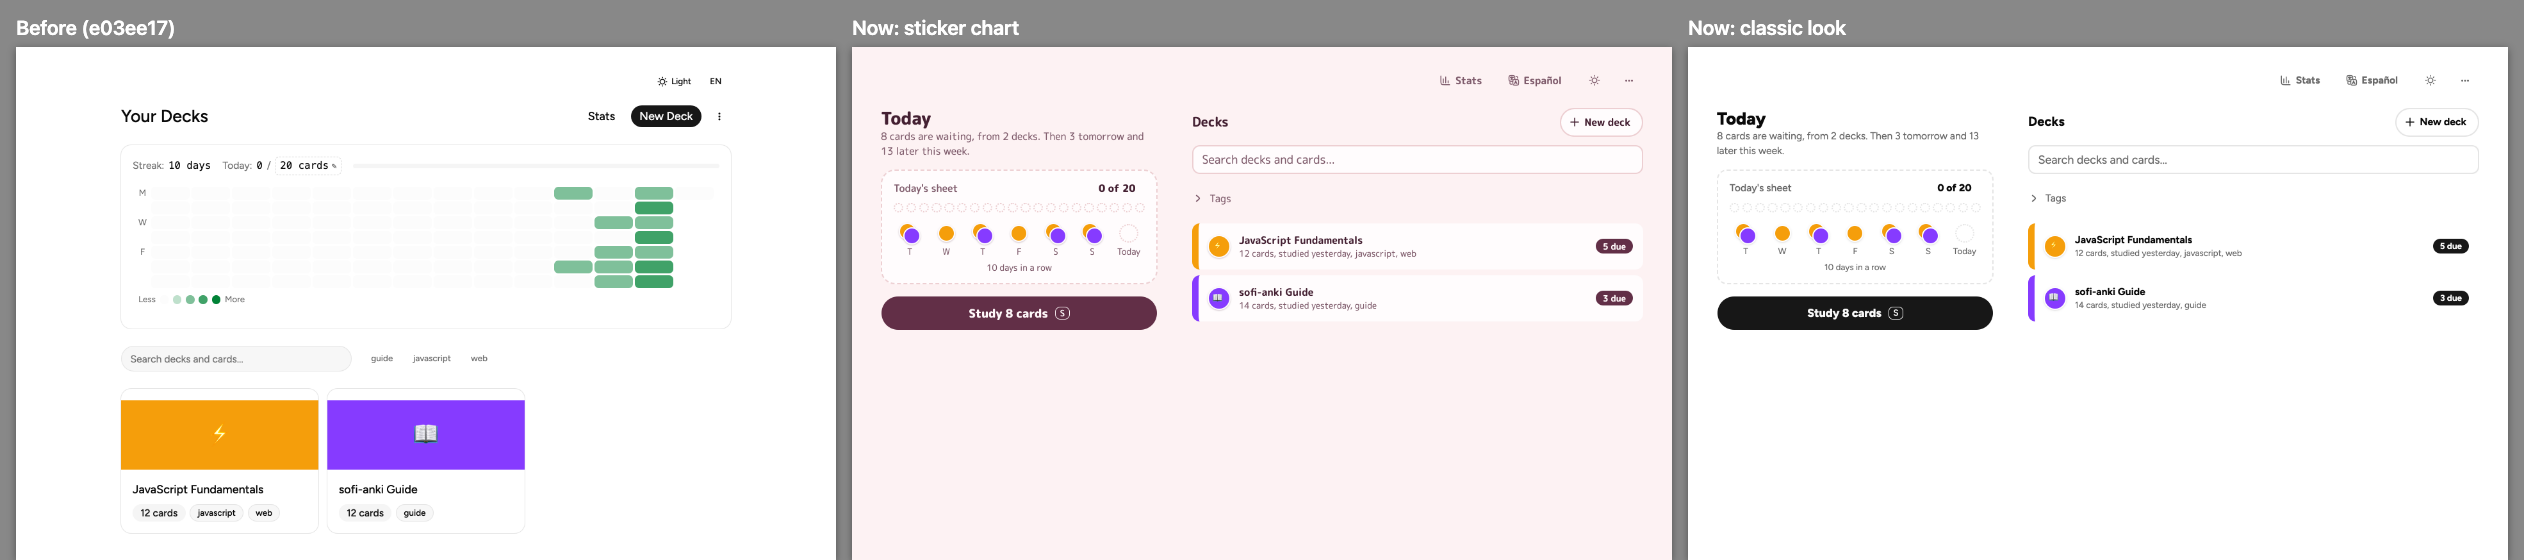 Before (e03ee17)
Light EN
Your Decks
Stats New Deck
Streak: 10 days Today: 0 / 20 cards
M
W
F
Less More
Search decks and cards... guide javascript web
JavaScript Fundamentals
12 cards javascript web
sofi-anki Guide
12 cards guide
Now: sticker chart
Stats Español
Today
8 cards are waiting, from 2 decks. Then 3 tomorrow and
13 later this week.
Today's sheet 0 of 20
T W T F S S Today
10 days in a row
Study 8 cards S
Decks
+ New deck
Search decks and cards...
Tags
JavaScript Fundamentals
12 cards, studied yesterday, javascript, web
5 due
sofi-anki Guide
14 cards, studied yesterday, guide
3 due
Now: classic look
Stats Español
Today
8 cards are waiting, from 2 decks. Then 3 tomorrow and 13
later this week.
Today's sheet 0 of 20
T W T F S S Today
10 days in a row
Study 8 cards S
Decks
+ New deck
Search decks and cards...
Tags
JavaScript Fundamentals
12 cards, studied yesterday, javascript, web
5 due
sofi-anki Guide
14 cards, studied yesterday, guide
3 due